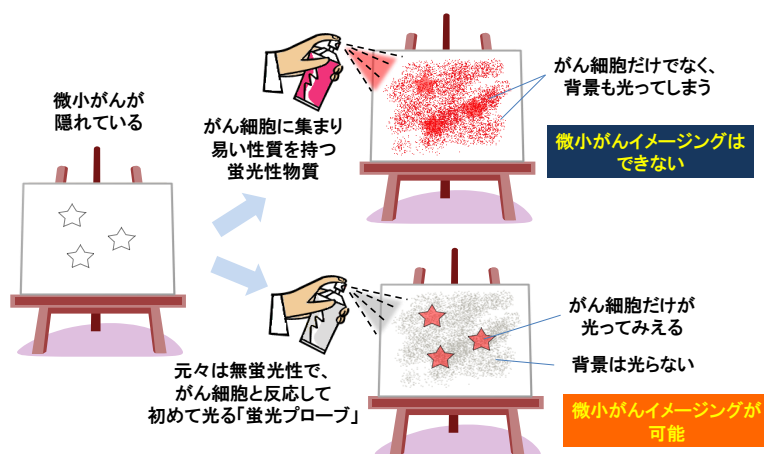 微小がんが
隠れている
がん細胞に集まり
易い性質を持つ
蛍光性物質
がん細胞だけでなく、
背景も光ってしまう
微小がんイメージングは
できない
元々は無蛍光性で、
がん細胞と反応して
初めて光る「蛍光プローブ」
がん細胞だけが
光ってみえる
背景は光らない
微小がんイメージングが
可能